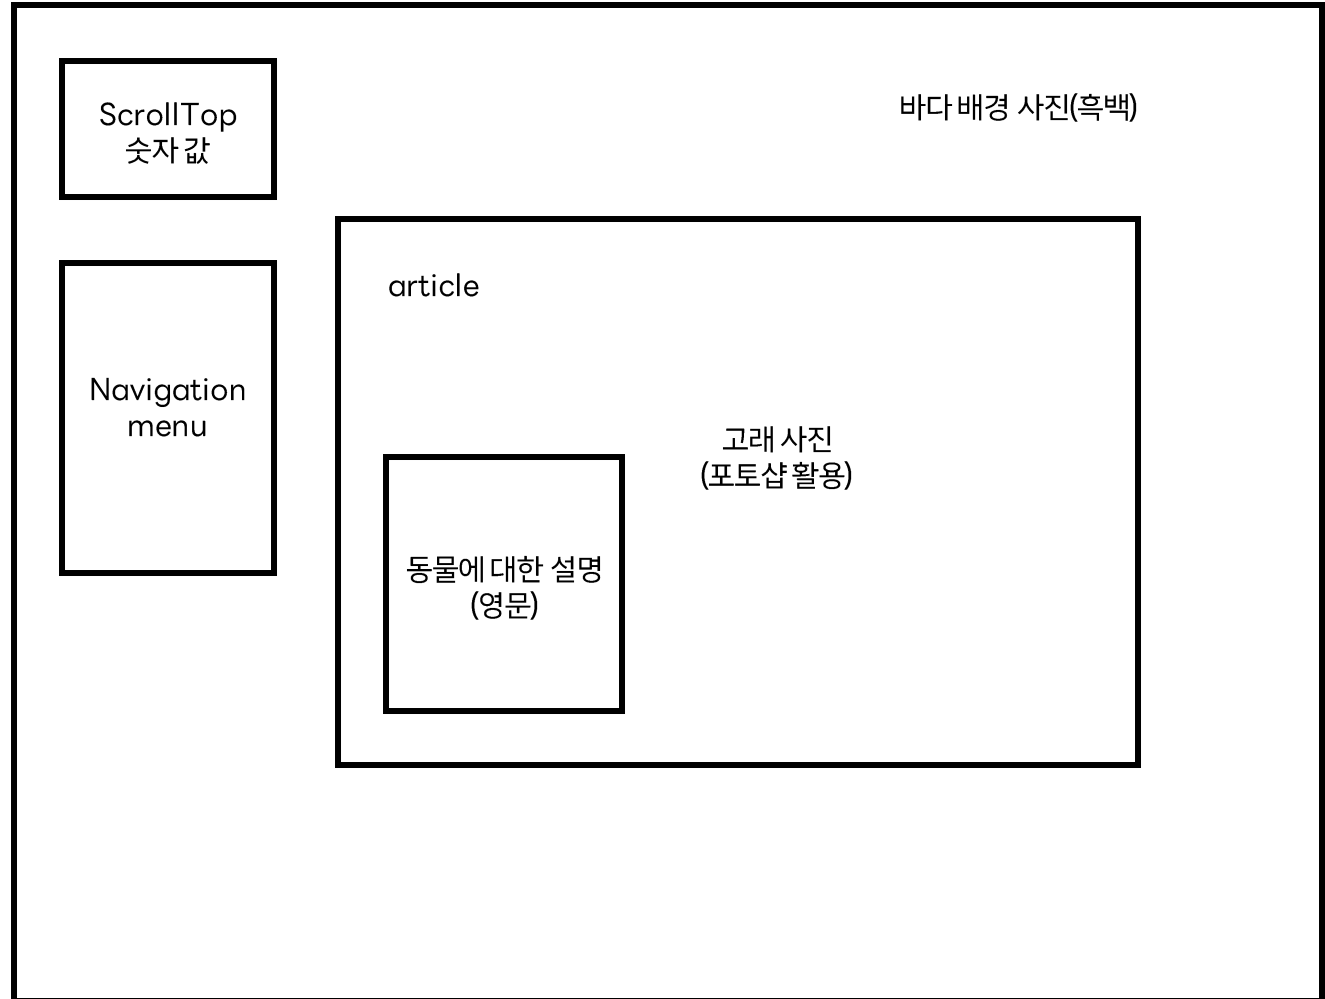 ScrollTop
숫자 값
바다 배경 사진(흑백)
Navigation
menu
article
고래 사진
(포토샵 활용)
동물에 대한 설명
(영문)